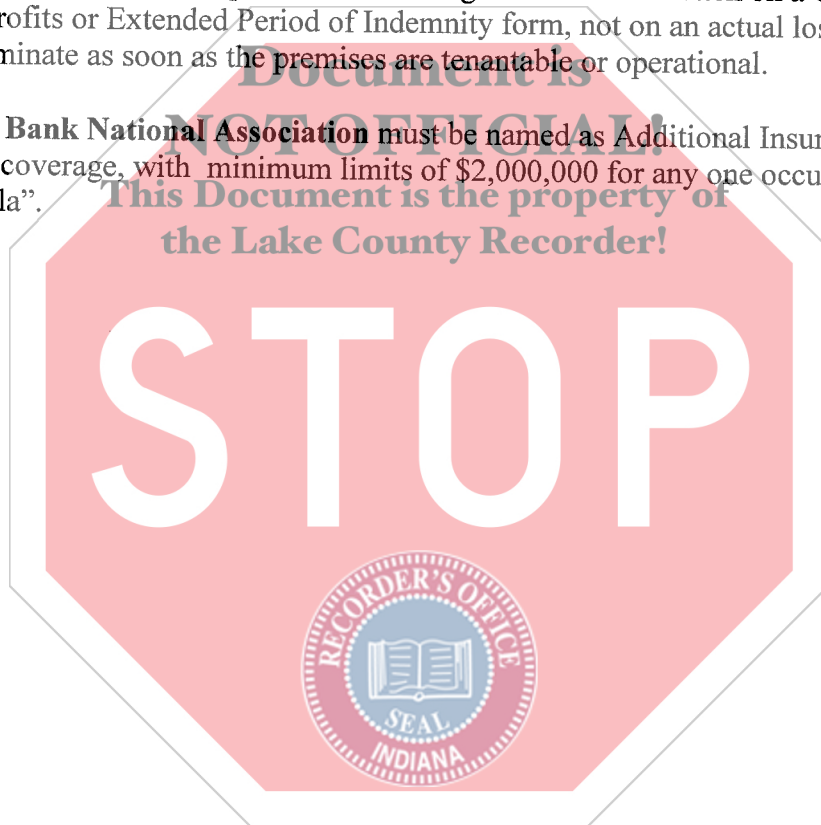 rofits or Extended Period of Indemnity form, not on an actual los
minate as soon as the premises are tenantable or operational.
Document is
Bank National Association must be named as Additional Insur
NOT OFFICIAL!
coverage, with minimum limits of $2,000,000 for any one occu
This Document is the property of
la”.
the Lake County Recorder!
STOP
RECORDER'S OFFICE
SEAL
INDIANA